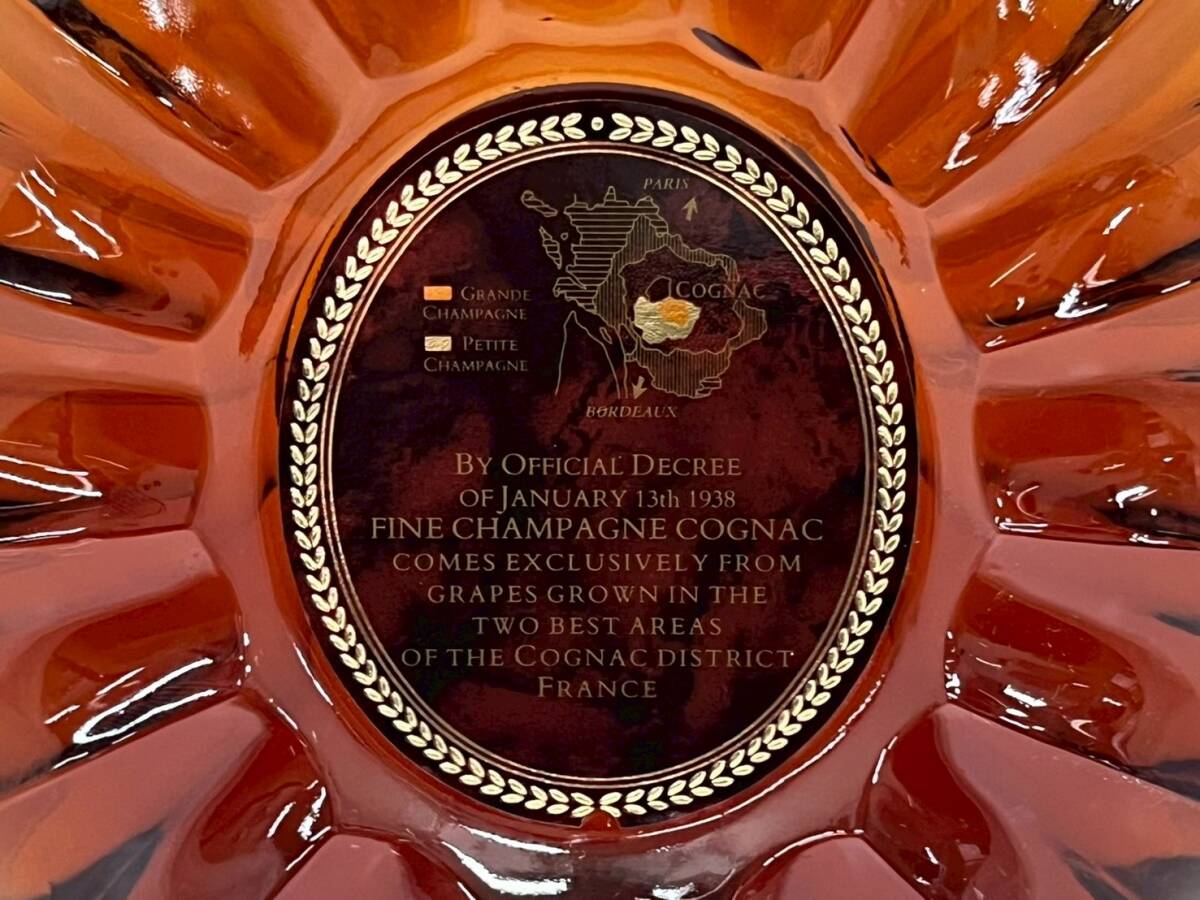 PARIS
COGNAC
GRANDE
CHAMPAGNE
PETITE
CHAMPAGNE
BORDEAUX
BY OFFICIAL DECREE
OF JANUARY 13th 1938
FINE CHAMPAGNE COGNAC
COMES EXCLUSIVELY FROM
GRAPES GROWN IN THE
TWO BEST AREAS
OF THE COGNAC DISTRICT
FRANCE